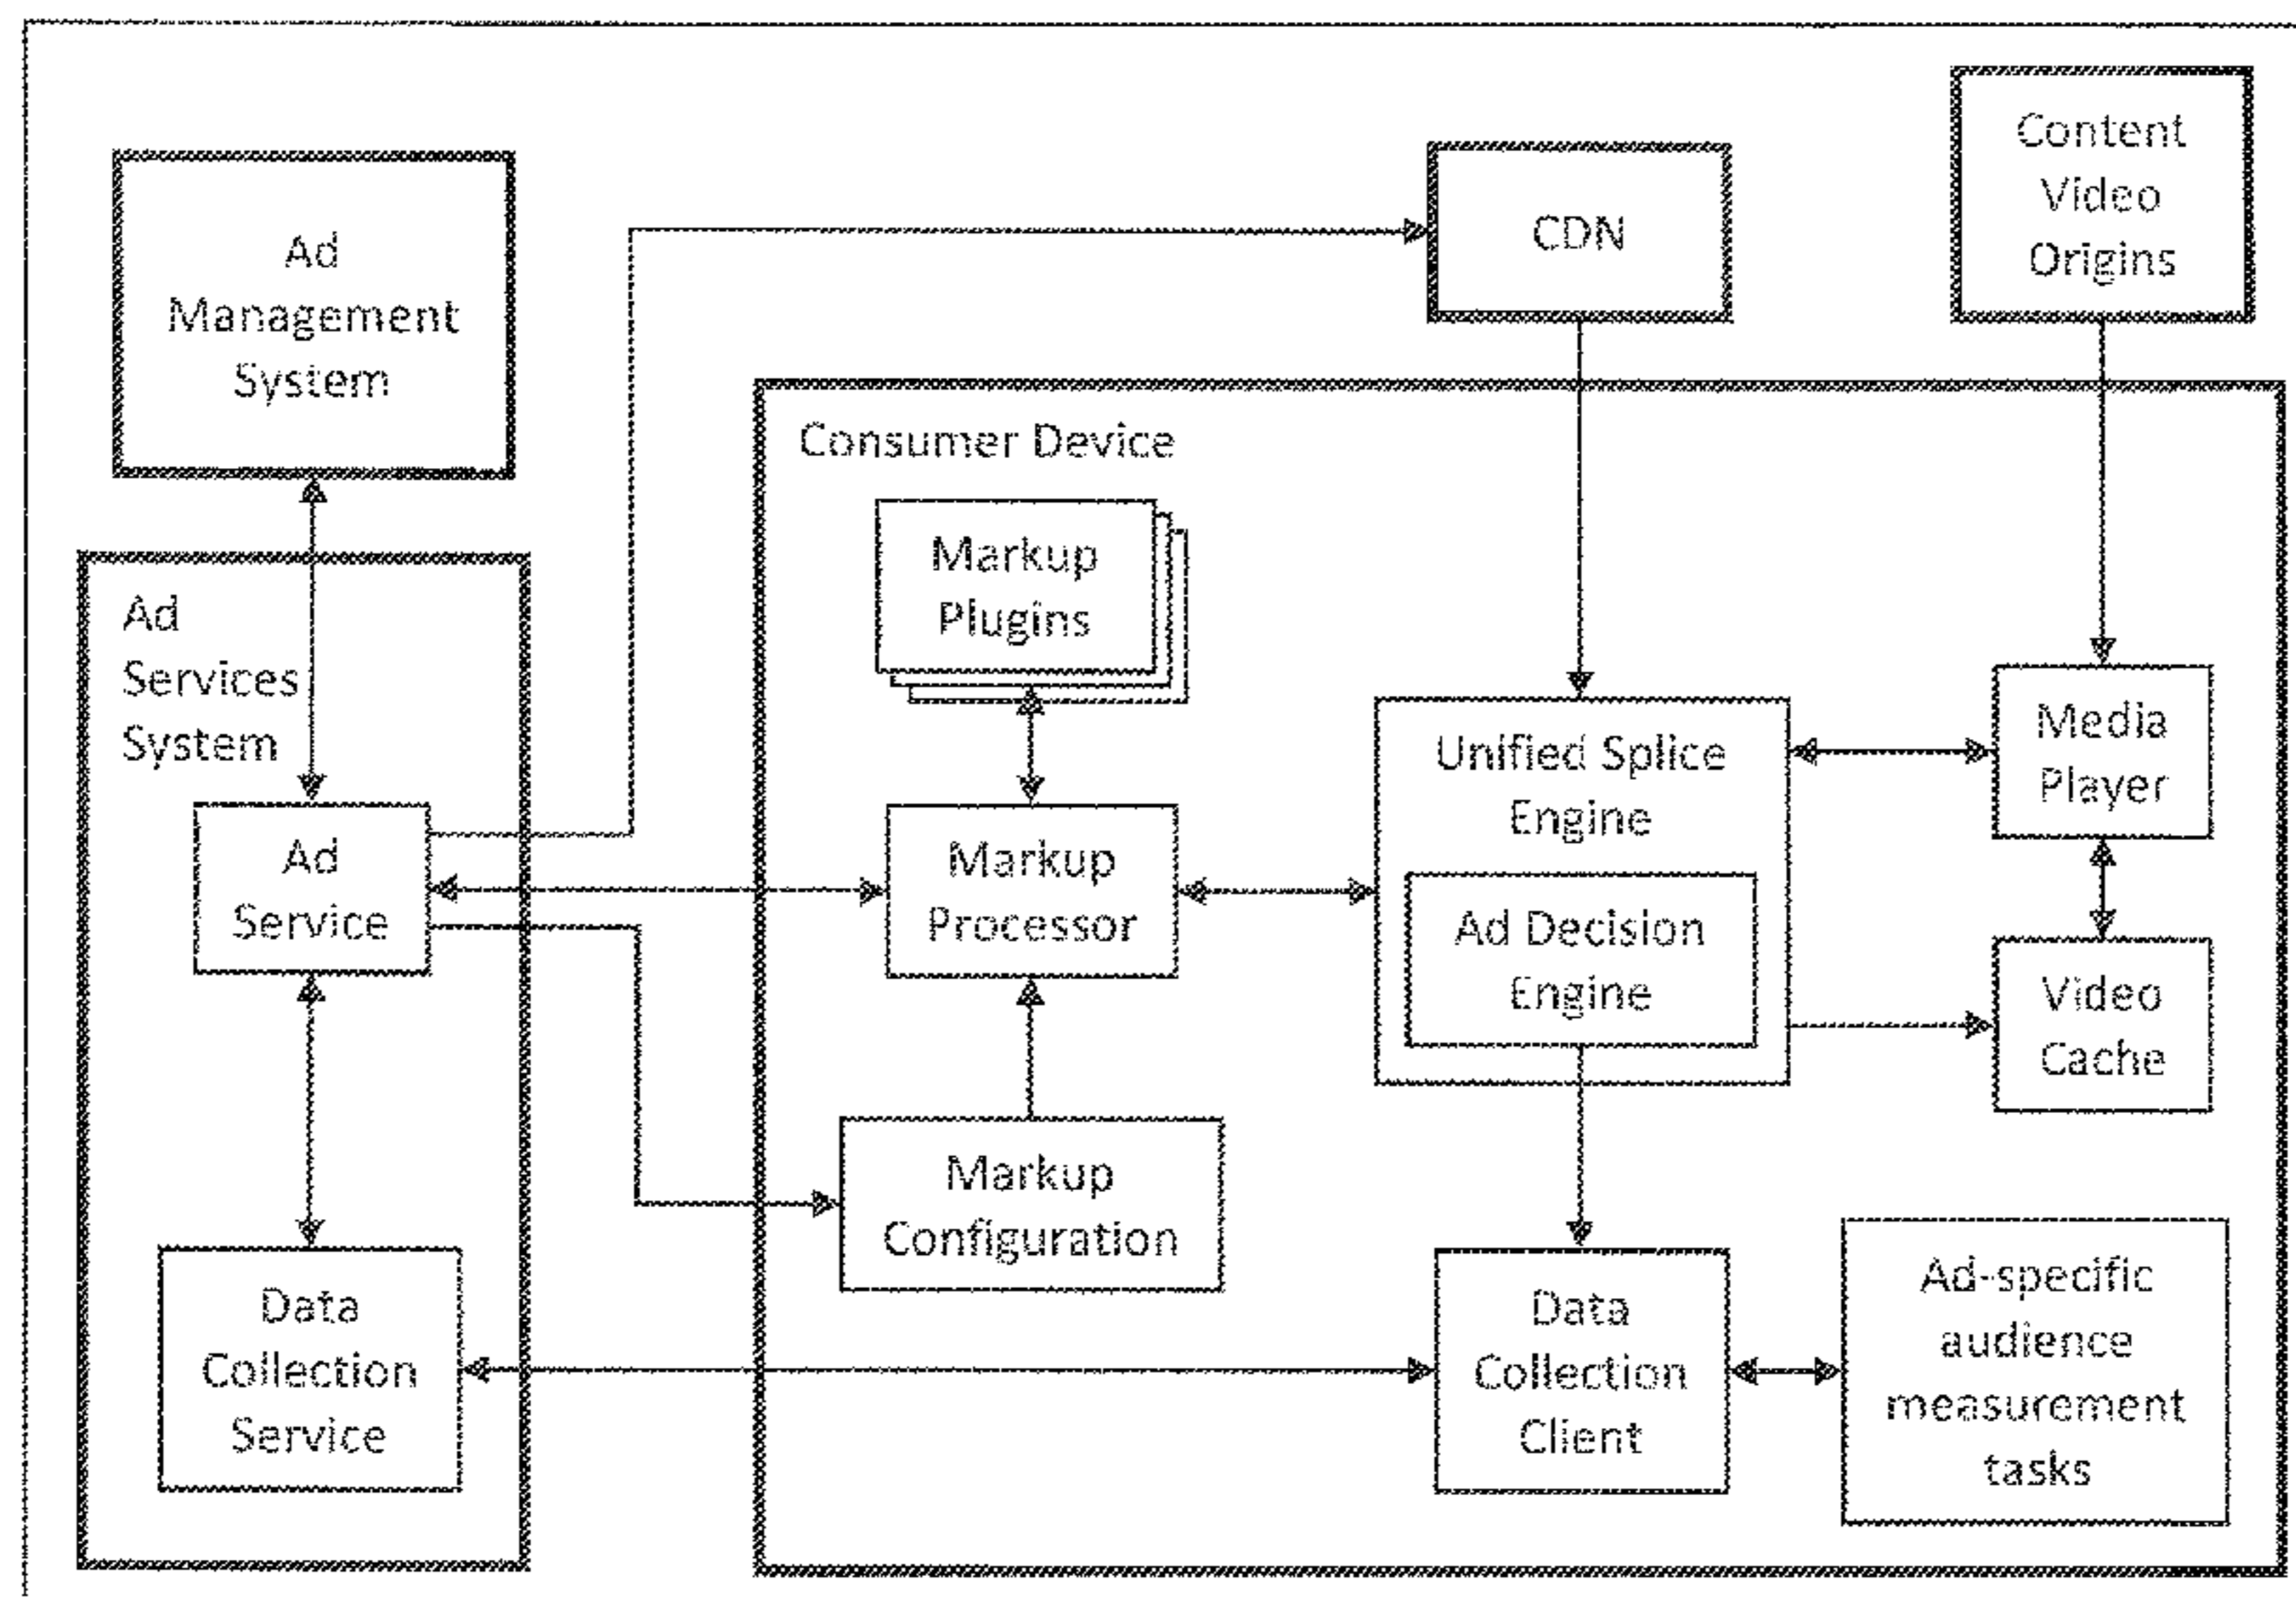 Content
Video
Origins
CDN
Ad
Management
System
Consumer Device
Markup
Plugins
Ad
Services
System
Media
Player
Unified Splice
Engine
Ad
Service
Markup
Processor
Ad Decision
Engine
Video
Cache
Markup
Configuration
Data
Collection
Service
Data
Collection
Client
Ad-specific
audience
measurement
tasks